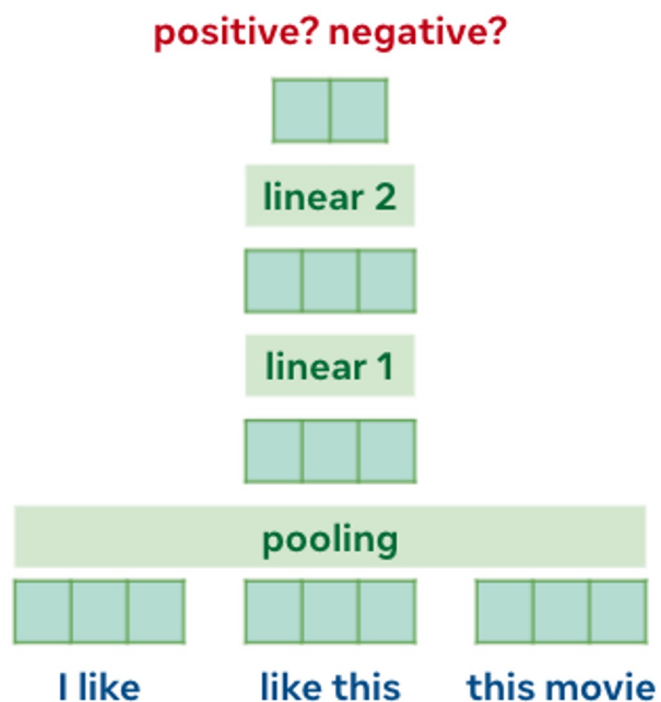 positive? negative?
linear 2
linear 1
pooling
I like like this this movie